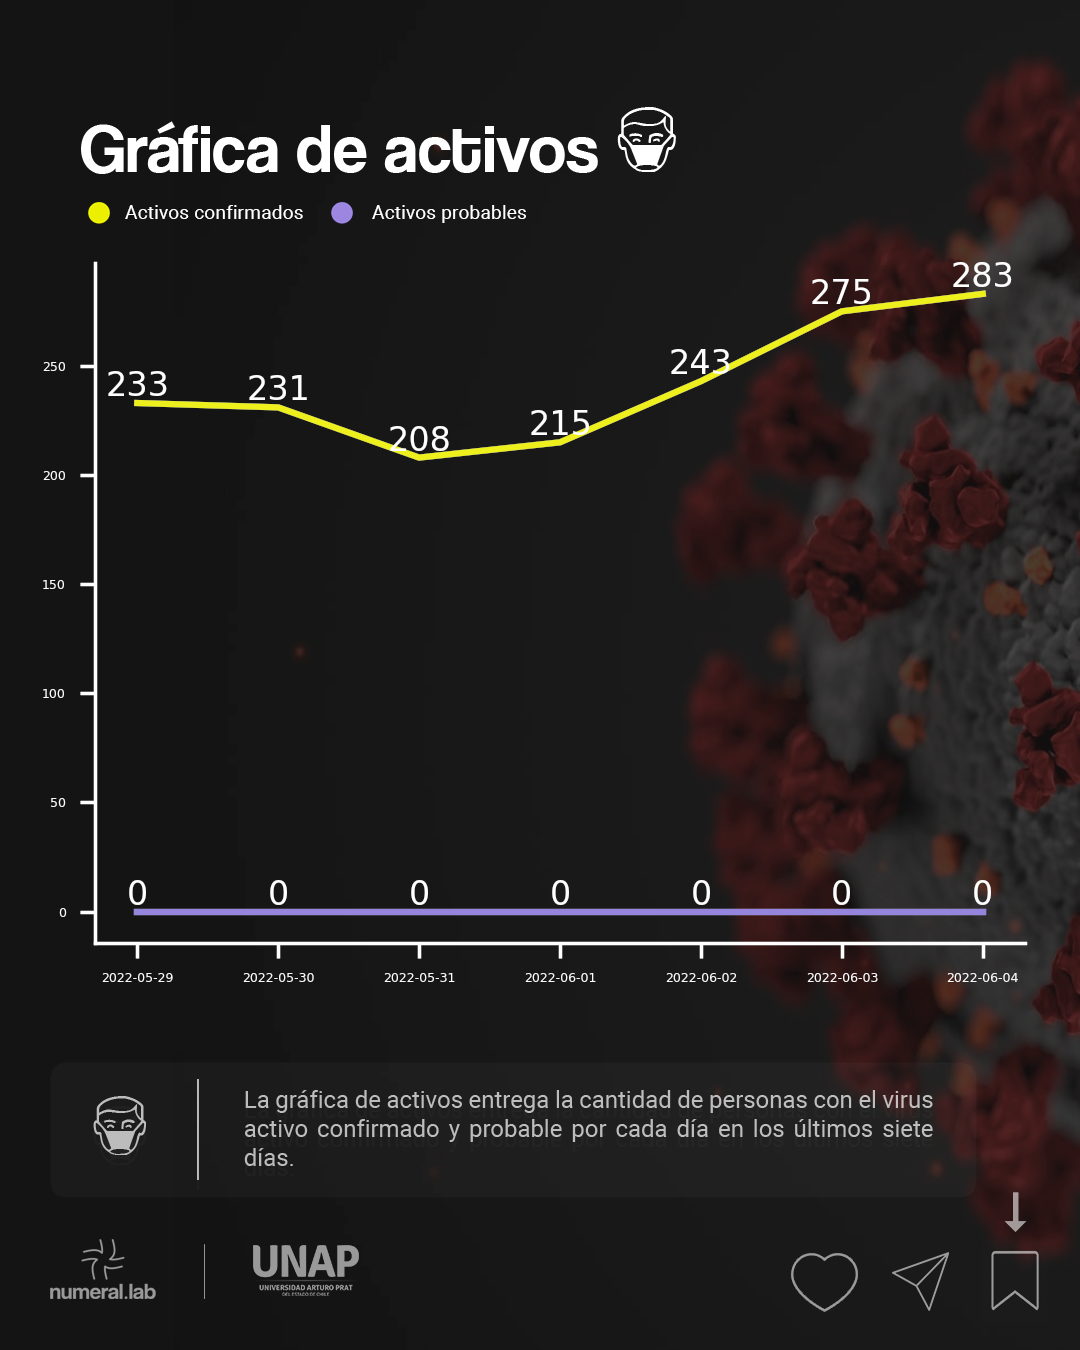 Gráfica de activos
Activos confirmados Activos probables
283
275
250
243
233
231
215
208
200
150
100
50
0 0 0 0 0 0 0
0
2022-05-29 2022-05-30 2022-05-31 2022-06-01 2022-06-02 2022-06-03 2022-06-04
La gráfica de activos entrega la cantidad de personas con el virus
activo confirmado y probable por cada día en los últimos siete
días.
numeral.lab
UNAP
UNIVERSIDAD ARTURO PRAT
DEL ESTADO DE CHILE